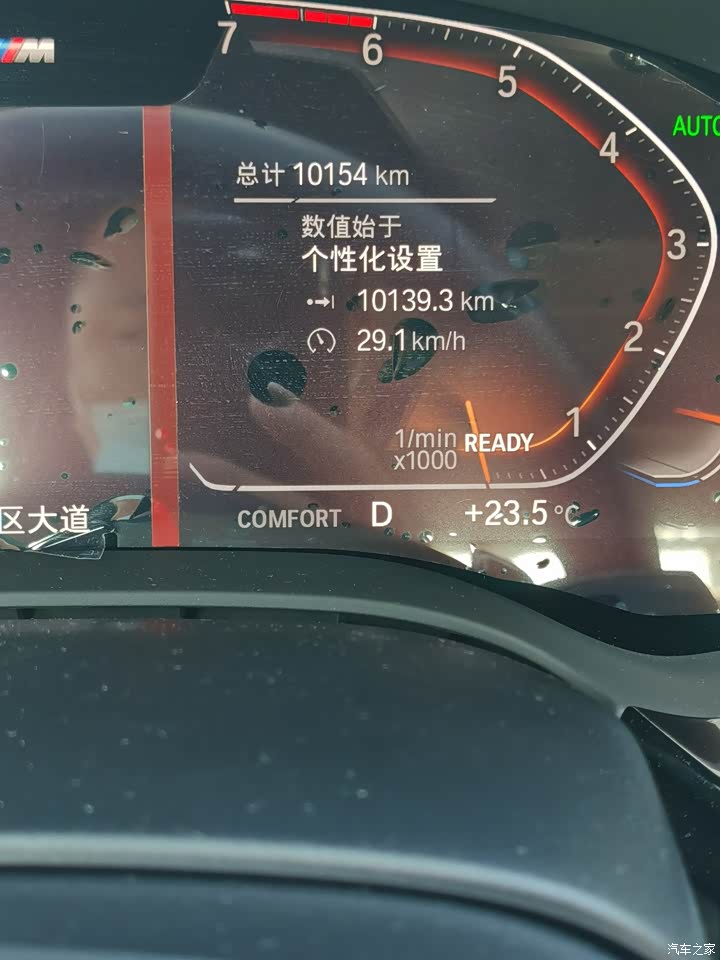 M
7
6
5
AUTO
4
总计 10154 km
数值始于
3
个性化设置
10139.3 km
29.1 km/h
2
1
1/min READY
x1000
区大道
COMFORT D +23.5 °C
汽车之家